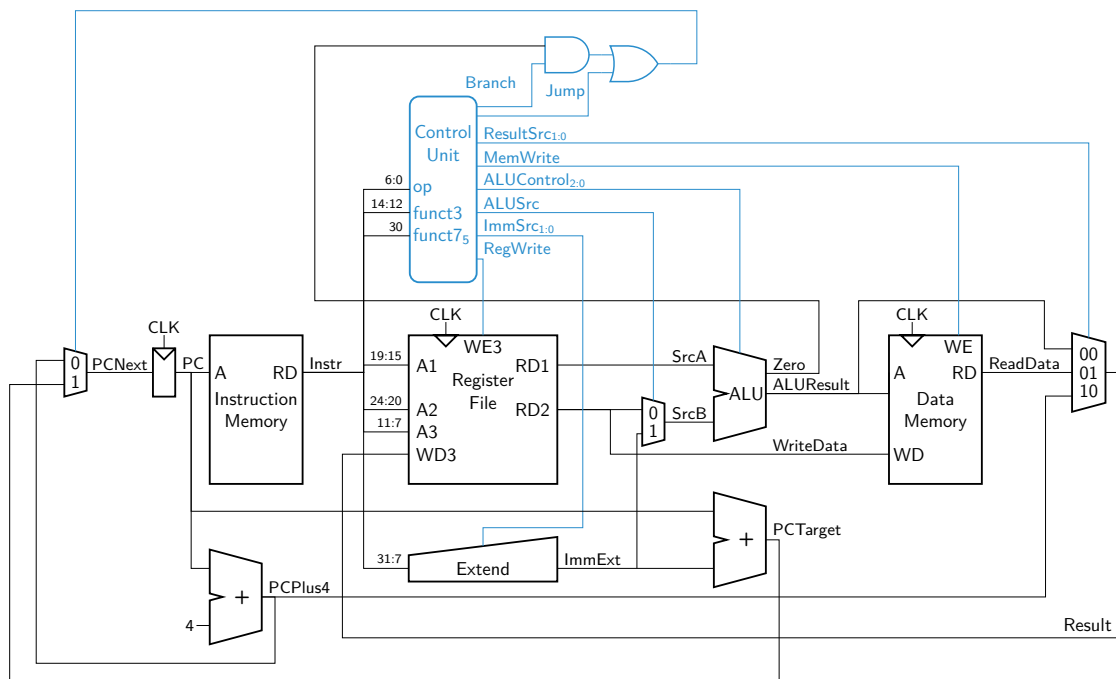 Branch
Jump
Control
Unit
ResultSrc1:0
MemWrite
ALUControl2:0
ALUSrc
ImmSrc1:0
RegWrite
6:0
op
14:12
funct3
30
funct75
CLK
CLK
CLK
0
1
PCNext
PC
A
RD
Instruction
Memory
Instr
19:15
24:20
11:7
A1
A2
A3
WD3
WE3
Register
File
RD1
RD2
0
1
SrcA
SrcB
ALU
Zero
ALUResult
WriteData
A
WE
RD
Data
Memory
WD
ReadData
00
01
10
31:7
Extend
ImmExt
+
PCTarget
4
+
PCPlus4
Result